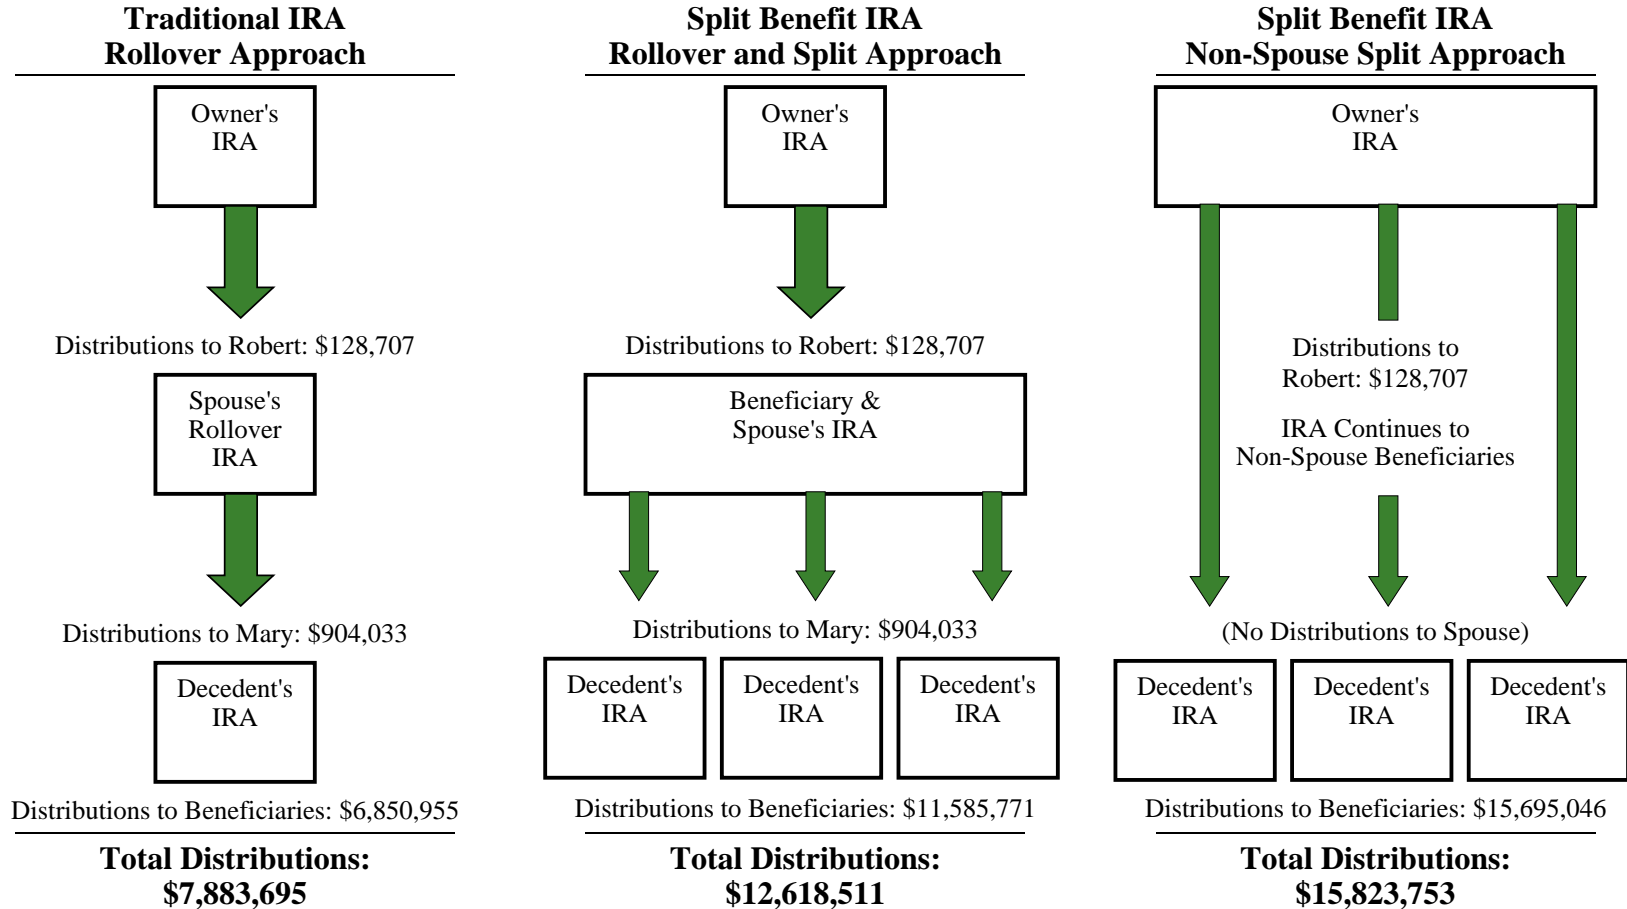 Traditional IRA
Rollover Approach
Owner's
IRA
Distributions to Robert: $128,707
Spouse's
Rollover
IRA
Distributions to Mary: $904,033
Decedent's
IRA
Distributions to Beneficiaries: $6,850,955
Total Distributions:
$7,883,695
Split Benefit IRA
Rollover and Split Approach
Owner's
IRA
Distributions to Robert: $128,707
Beneficiary &
Spouse's IRA
Distributions to Mary: $904,033
Decedent's
IRA
Decedent's
IRA
Decedent's
IRA
Distributions to Beneficiaries: $11,585,771
Total Distributions:
$12,618,511
Split Benefit IRA
Non-Spouse Split Approach
Owner's
IRA
Distributions to
Robert: $128,707
IRA Continues to
Non-Spouse Beneficiaries
(No Distributions to Spouse)
Decedent's
IRA
Decedent's
IRA
Decedent's
IRA
Distributions to Beneficiaries: $15,695,046
Total Distributions:
$15,823,753